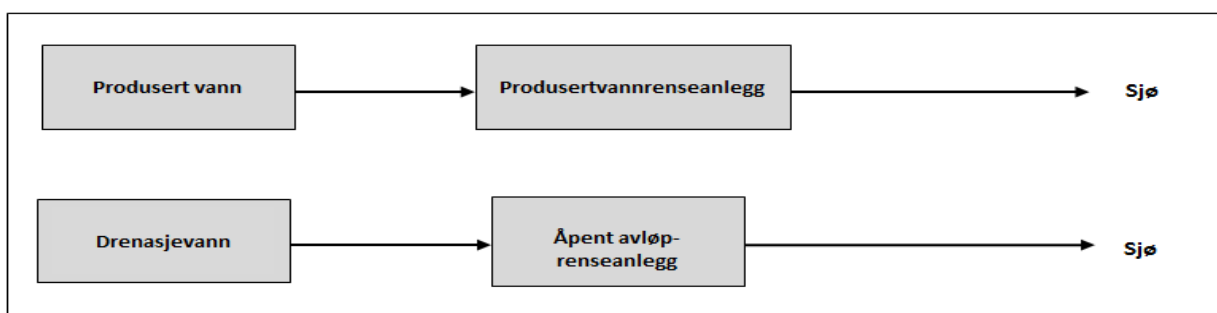 Produsert vann
Produsertvannrenseanlegg
Sjø
Drenasjevann
Åpent avløp-
renseanlegg
Sjø